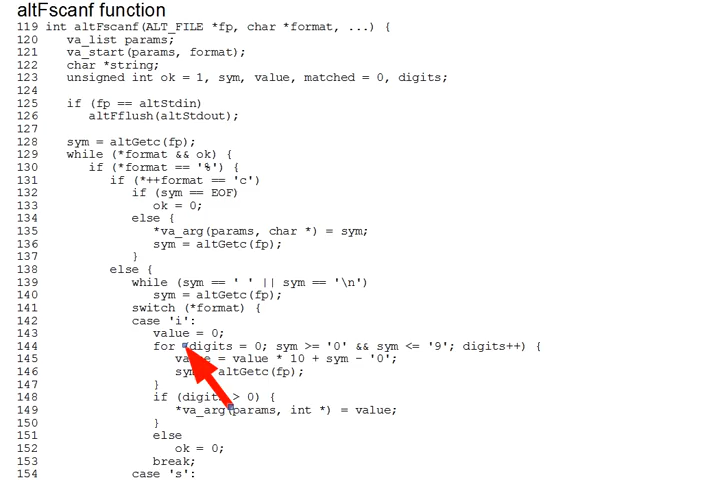 altFscanf function
119 int altFscanf(ALT_FILE *fp, char *format, ...) {
120    va_list params;
121    va_start(params, format);
122    char *string;
123    unsigned int ok = 1, sym, value, matched = 0, digits;
124
125    if (fp == altStdin)
126       altFflush(altStdout);
127
128    sym = altGetc(fp);
129    while (*format && ok) {
130       if (*format == '%') {
131          if (*++format == 'c')
132             if (sym == EOF)
133                ok = 0;
134             else {
135                *va_arg(params, char *) = sym;
136                sym = altGetc(fp);
137             }
138          else {
139             while (sym == ' ' || sym == '\n')
140                sym = altGetc(fp);
141             switch (*format) {
142             case 'i':
143                value = 0;
144                for (digits = 0; sym >= '0' && sym <= '9'; digits++) {
145                   = value * 10 + sym - '0';
146                   altGetc(fp);
147                }
148                if (digits > 0) {
149                   *va_arg(params, int *) = value;
150                }
151                else
152                   ok = 0;
153                break;
154             case 's':